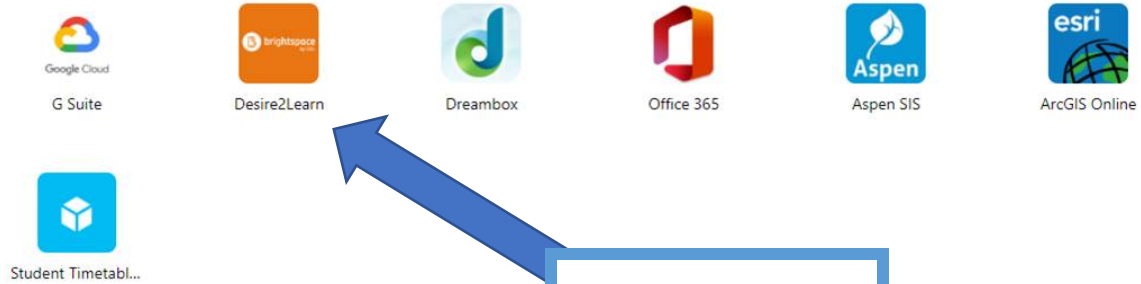 Google Cloud
G Suite
brightspace
Desire2Learn
Dreambox
Office 365
Aspen
Aspen SIS
esri
ArcGIS Online
Student Timetabl...